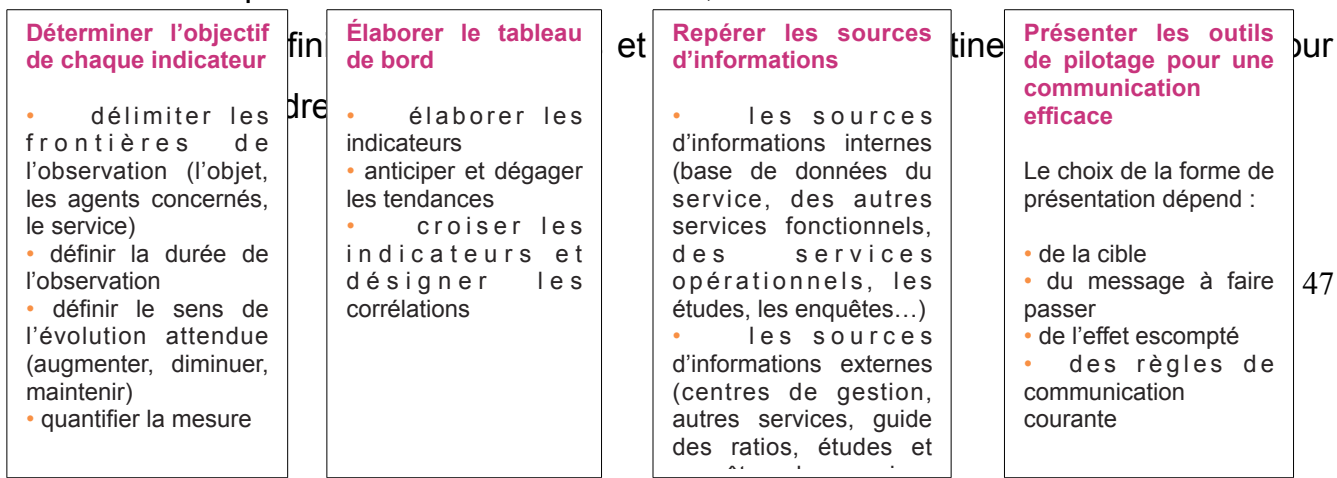 Déterminer l’objectif
de chaque indicateur
• délimiter les
frontières de
l’observation (l’objet,
les agents concernés,
le service)
• définir la durée de
l’observation
• définir le sens de
l’évolution attendue
(augmenter, diminuer,
maintenir)
• quantifier la mesure
Élaborer le tableau
de bord
• élaborer les
indicateurs
• anticiper et dégager
les tendances
• croiser les
indicateurs et
désigner les
corrélations
et
Repérer les sources
d’informations
• les sources
d’informations internes
(base de données du
service, des autres
services fonctionnels,
des services
opérationnels, les
études, les enquêtes…)
• les sources
d’informations externes
(centres de gestion,
autres services, guide
des ratios, études et
Présenter les outils
de pilotage pour une
communication
efficace
Le choix de la forme de
présentation dépend :
• de la cible
• du message à faire
passer
• de l’effet escompté
• des règles de
communication
courante
47